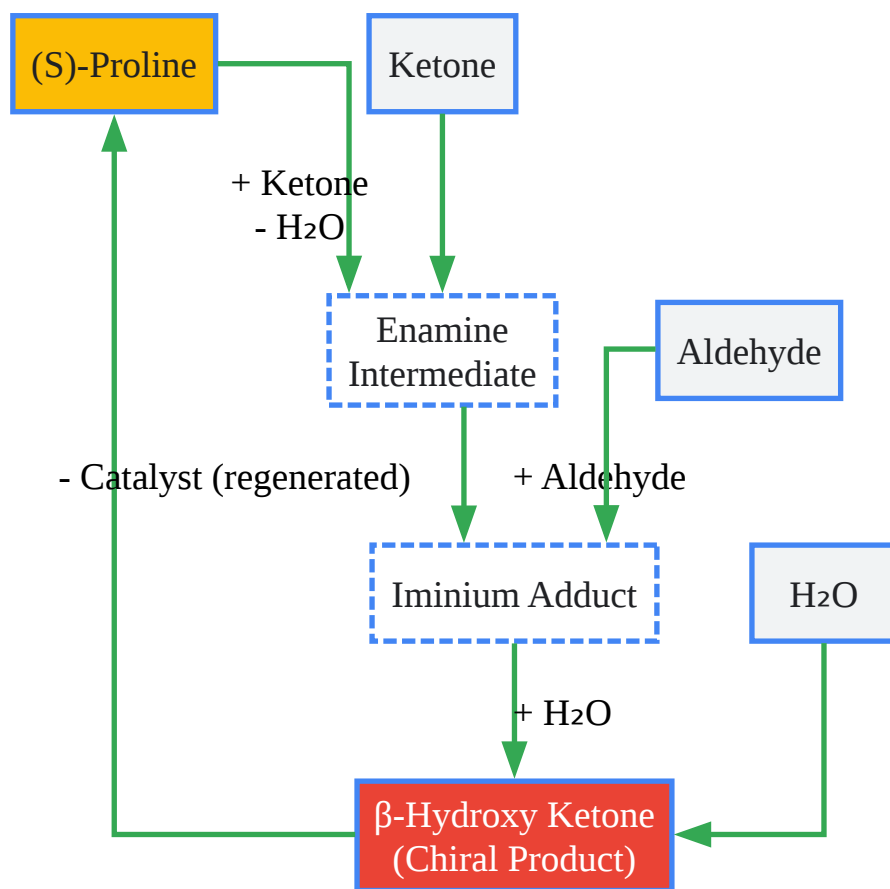 (S)-Proline
Ketone
+ Ketone
- H₂O
Enamine
Intermediate
Aldehyde
- Catalyst (regenerated)
+ Aldehyde
Iminium Adduct
H₂O
+ H₂O
β-Hydroxy Ketone
(Chiral Product)